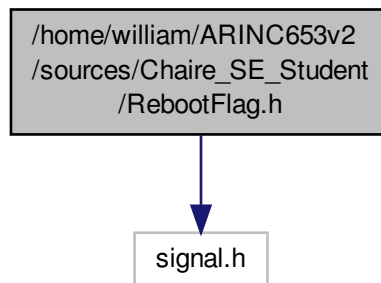 /home/william/ARINC653v2
/sources/Chaire_SE_Student
/RebootFlag.h
signal.h